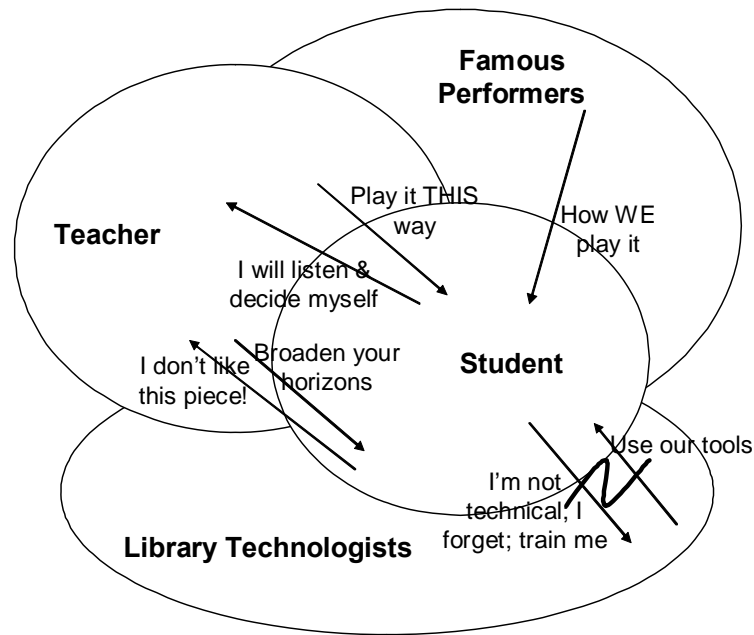 Famous
Performers
Play it THIS
way
How WE
play it
Teacher
I will listen &
decide myself
Broaden your
horizons
I don't like
this piece!
Student
Use our tools
I'm not
technical; I
forget; train me
Library Technologists